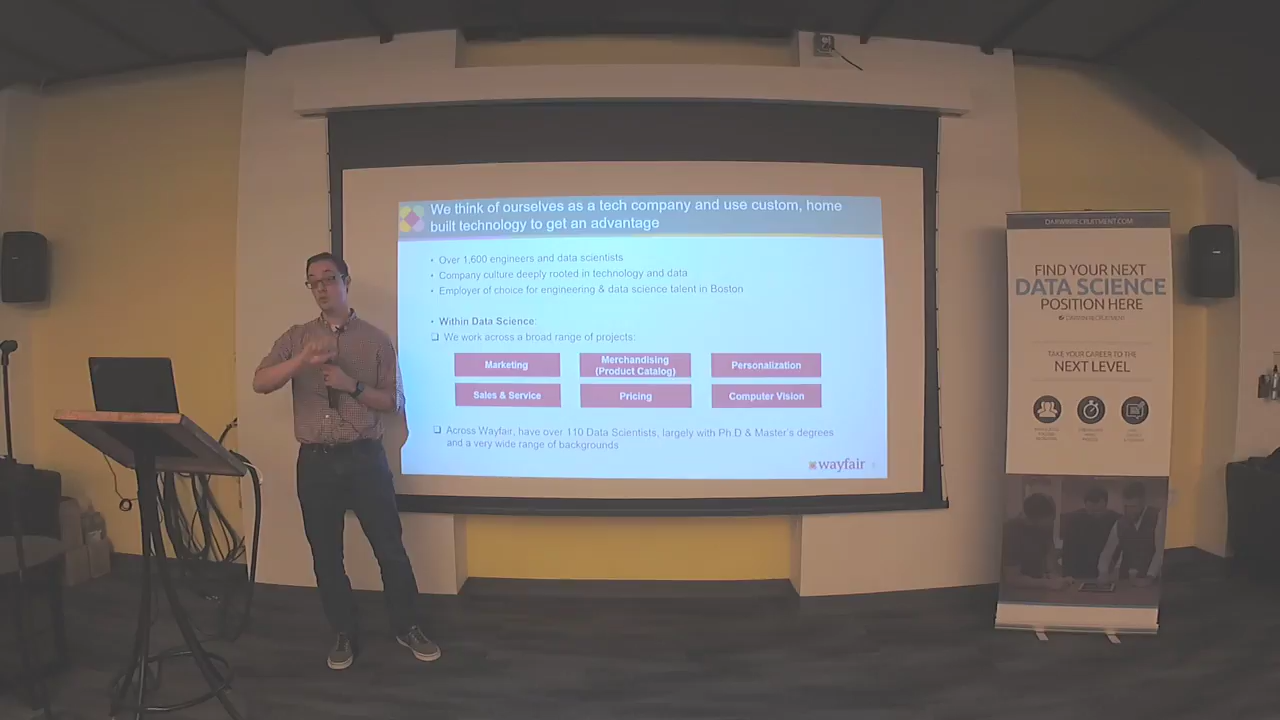 We think of ourselves as a tech company and use custom, home
built technology to get an advantage
• Over 1,600 engineers and data scientists
• Company culture deeply rooted in technology and data
• Employer of choice for engineering & data science talent in Boston
• Within Data Science:
❑ We work across a broad range of projects:
Marketing
Merchandising
(Product Catalog)
Personalization
Sales & Service
Pricing
Computer Vision
❑ Across Wayfair, have over 110 Data Scientists, largely with Ph.D & Master's degrees
and a very wide range of backgrounds
wayfair
DARWINRECRUITMENT.COM
FIND YOUR NEXT
DATA SCIENCE
POSITION HERE
DARWIN RECRUITMENT
TAKE YOUR CAREER TO THE
NEXT LEVEL